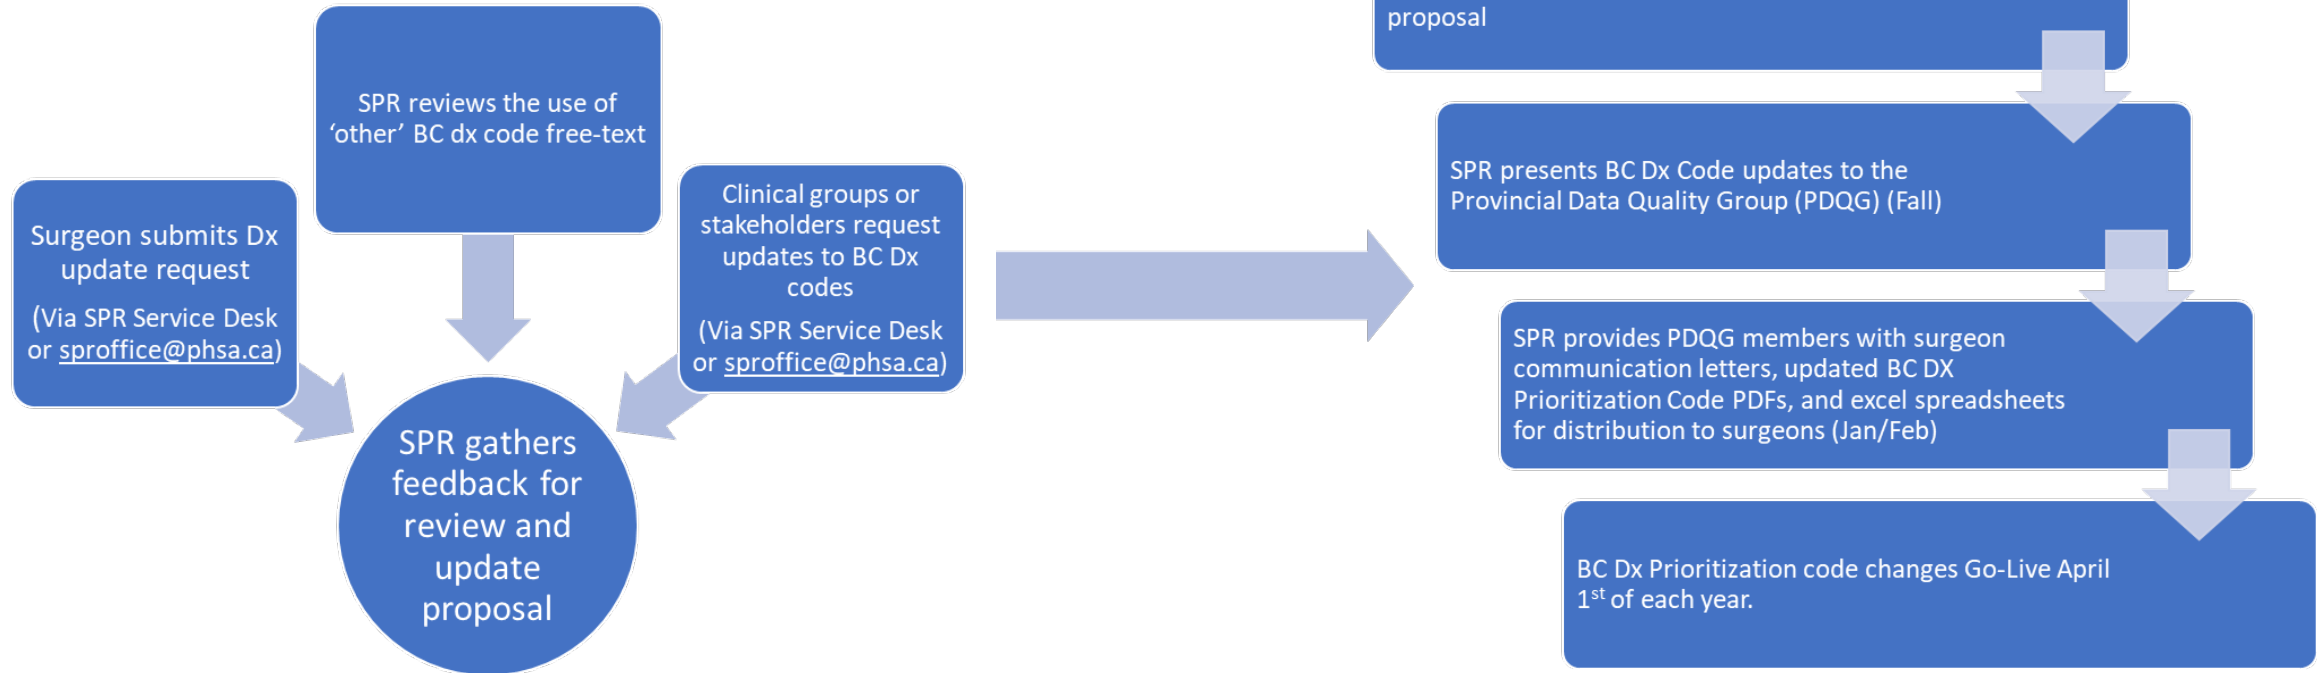 SPR reviews the use of
‘other’ BC dx code free-text
Surgeon submits Dx
update request
(Via SPR Service Desk
or sproffice@phsa.ca)
Clinical groups or
stakeholders request
updates to BC Dx
codes
(Via SPR Service Desk
or sproffice@phsa.ca)
SPR gathers
feedback for
review and
update
proposal
proposal
SPR presents BC Dx Code updates to the
Provincial Data Quality Group (PDQG) (Fall)
SPR provides PDQG members with surgeon
communication letters, updated BC DX
Prioritization Code PDFs, and excel spreadsheets
for distribution to surgeons (Jan/Feb)
BC Dx Prioritization code changes Go-Live April
1st of each year.